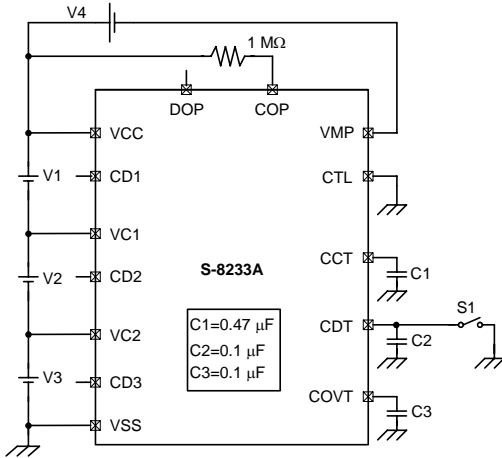 V4
1 MΩ
DOP
COP
VCC
VMP
V1
CD1
CTL
VC1
S-8233A
CCT
C1
V2
CD2
C1=0.47 μF
C2=0.1 μF
C3=0.1 μF
CDT
S1
C2
VC2
V3
CD3
COVT
C3
VSS